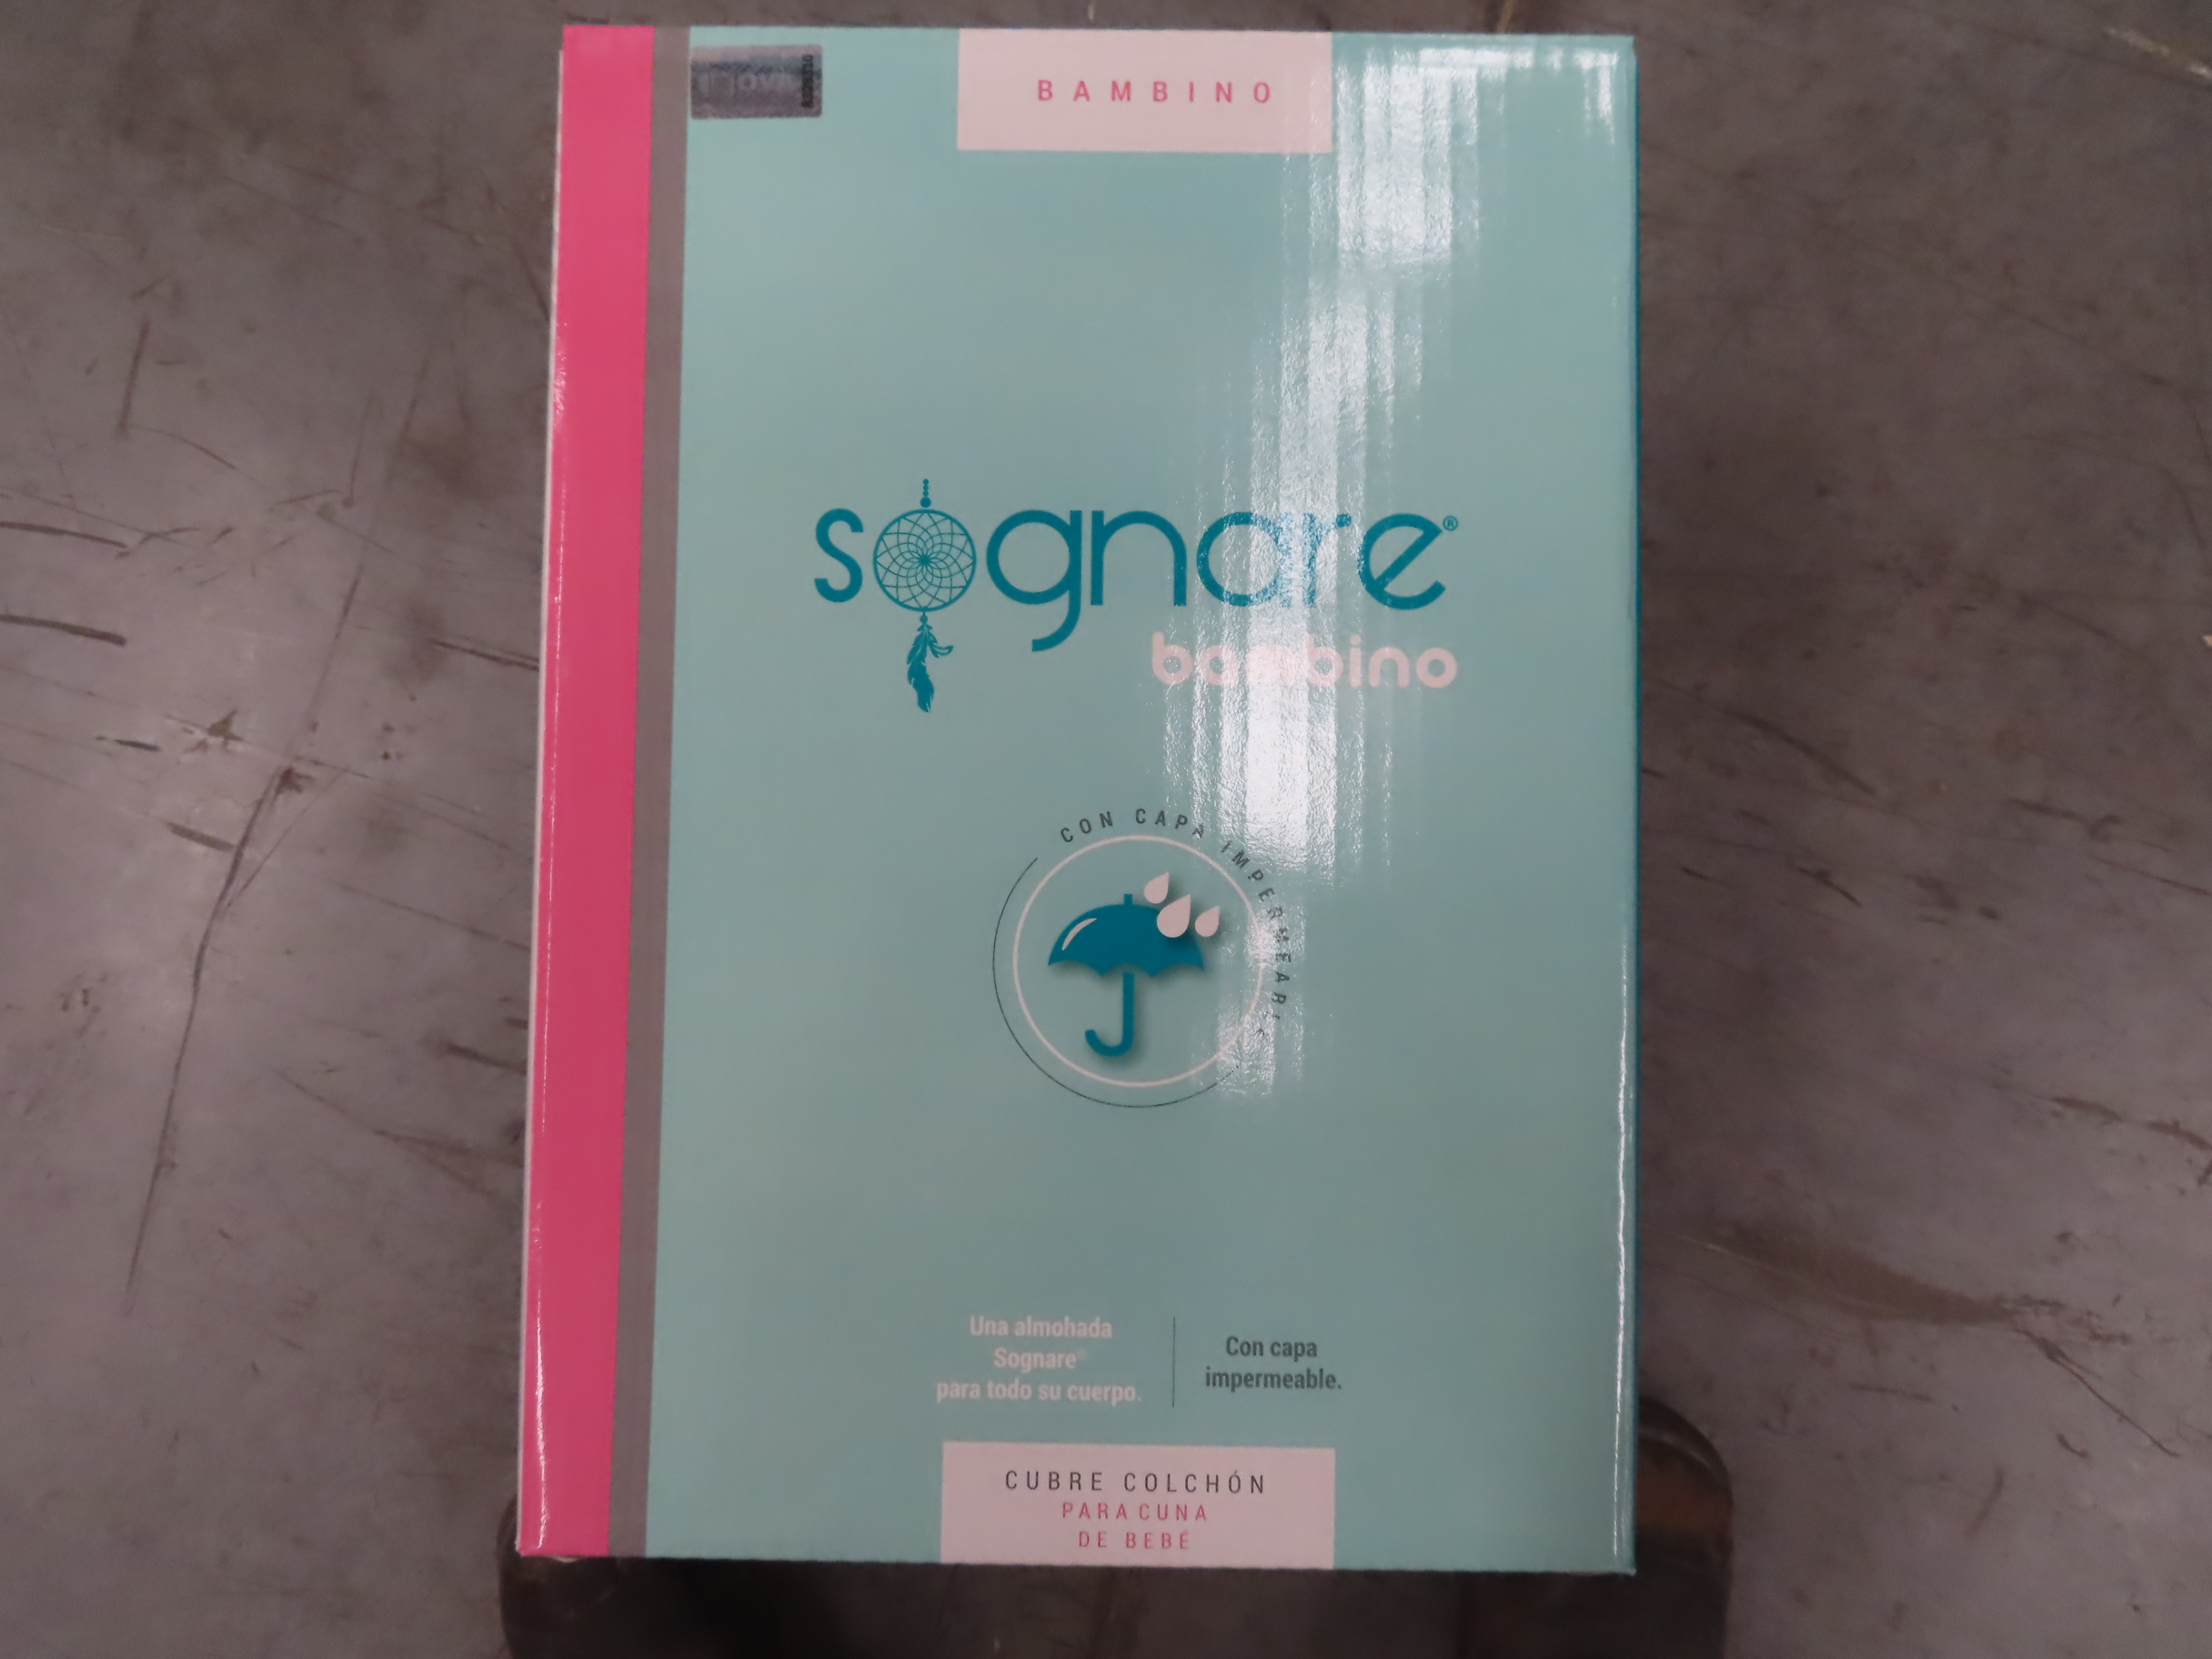 BAMBINO
sognare®
bambino
CON CAPA IMPERMEABLE
Una almohada
Sognare®
para todo su cuerpo.
Con capa
impermeable.
CUBRE COLCHÓN
PARA CUNA
DE BEBÉ